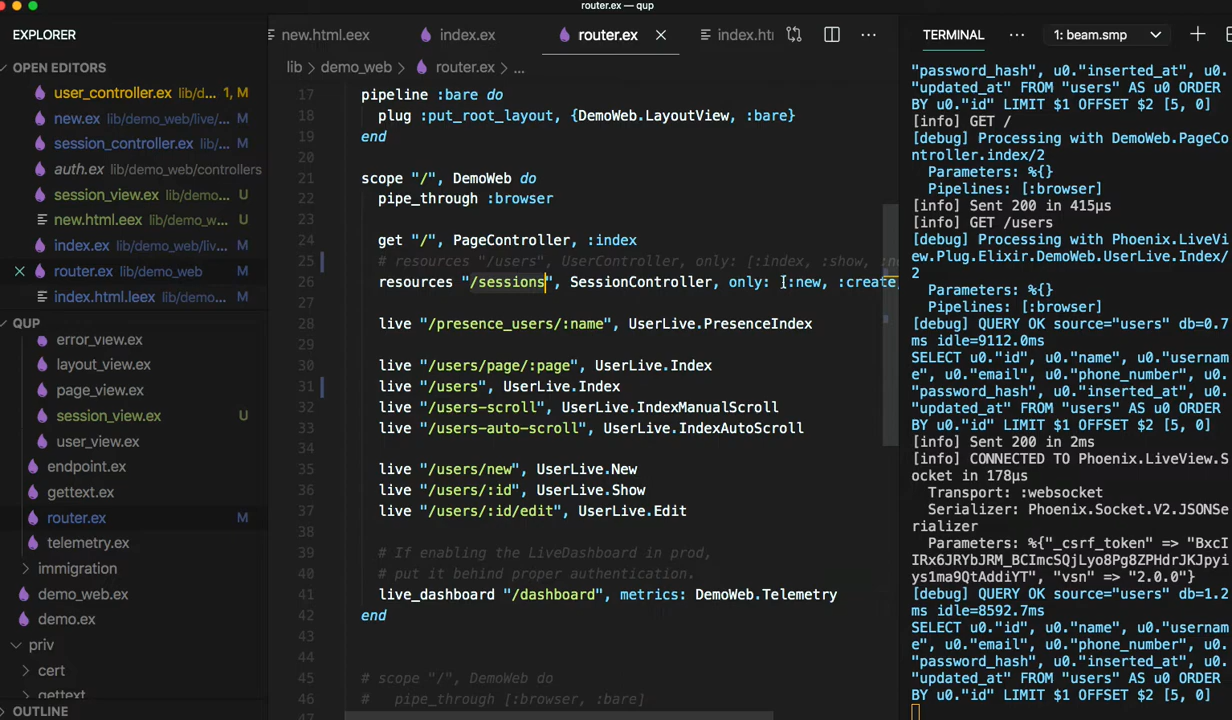 router.ex — qup
EXPLORER
OPEN EDITORS
user_controller.ex lib/d... 1, M
new.ex lib/demo_web/live/... M
session_controller.ex lib/... M
auth.ex lib/demo_web/controllers
session_view.ex lib/demo... U
new.html.eex lib/demo_w... U
index.ex lib/demo_web/liv... M
router.ex lib/demo_web M
index.html.leex lib/demo... M
QUP
error_view.ex
layout_view.ex
page_view.ex
session_view.ex U
user_view.ex
endpoint.ex
gettext.ex
router.ex M
telemetry.ex
immigration
demo_web.ex
demo.ex
priv
cert
gettext
OUTLINE
new.html.eex index.ex router.ex index.ht
lib > demo_web > router.ex > ...
17 pipeline :bare do
18 plug :put_root_layout, {DemoWeb.LayoutView, :bare}
19 end
20
21 scope "/", DemoWeb do
22 pipe_through :browser
23
24 get "/", PageController, :index
25 # resources "/users", UserController, only: [:index, :show, :ne
26 resources "/sessions", SessionController, only: [:new, :create,
28 live "/presence_users/:name", UserLive.PresenceIndex
29
30 live "/users/page/:page", UserLive.Index
31 live "/users", UserLive.Index
32 live "/users-scroll", UserLive.IndexManualScroll
33 live "/users-auto-scroll", UserLive.IndexAutoScroll
34
35 live "/users/new", UserLive.New
36 live "/users/:id", UserLive.Show
37 live "/users/:id/edit", UserLive.Edit
38
39 # If enabling the LiveDashboard in prod,
40 # put it behind proper authentication.
41 live_dashboard "/dashboard", metrics: DemoWeb.Telemetry
42 end
43
44
45 # scope "/", DemoWeb do
46 # pipe_through [:browser, :bare]
47
TERMINAL 1: beam.smp
"password_hash", u0."inserted_at", u0.
"updated_at" FROM "users" AS u0 ORDER
BY u0."id" LIMIT $1 OFFSET $2 [5, 0]
[info] GET /
[debug] Processing with DemoWeb.PageCo
ntroller.index/2
Parameters: %{}
Pipelines: [:browser]
[info] Sent 200 in 415µs
[info] GET /users
[debug] Processing with Phoenix.LiveVi
ew.Plug.Elixir.DemoWeb.UserLive.Index/
2
Parameters: %{}
Pipelines: [:browser]
[debug] QUERY OK source="users" db=0.7
ms idle=9112.0ms
SELECT u0."id", u0."name", u0."usernam
e", u0."email", u0."phone_number", u0.
"password_hash", u0."inserted_at", u0.
"updated_at" FROM "users" AS u0 ORDER
BY u0."id" LIMIT $1 OFFSET $2 [5, 0]
[info] Sent 200 in 2ms
[info] CONNECTED TO Phoenix.LiveView.S
ocket in 178µs
Transport: :websocket
Serializer: Phoenix.Socket.V2.JSONSe
rializer
Parameters: %{"_csrf_token" => "BxcI
IRx6JRYbJRM_BCImcSQjLyo8Pg8ZPHdrJKJpyi
ys1ma9QtAddiYT", "vsn" => "2.0.0"}
[debug] QUERY OK source="users" db=1.2
ms idle=8592.7ms
SELECT u0."id", u0."name", u0."usernam
e", u0."email", u0."phone_number", u0.
"password_hash", u0."inserted_at", u0.
"updated_at" FROM "users" AS u0 ORDER
BY u0."id" LIMIT $1 OFFSET $2 [5, 0]